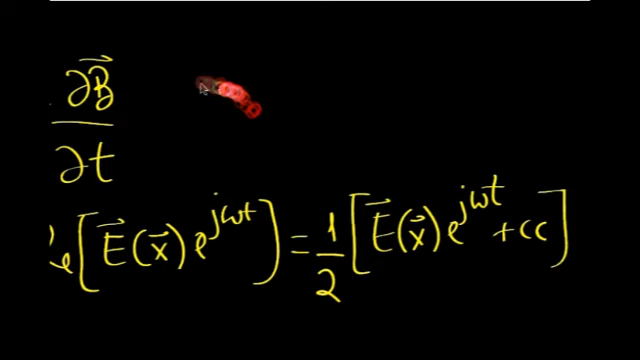 ∂B⃗
∂t
[E⃗(x⃗)e^{jωt}] = 1/2 [E⃗(x⃗)e^{jωt} + cc]